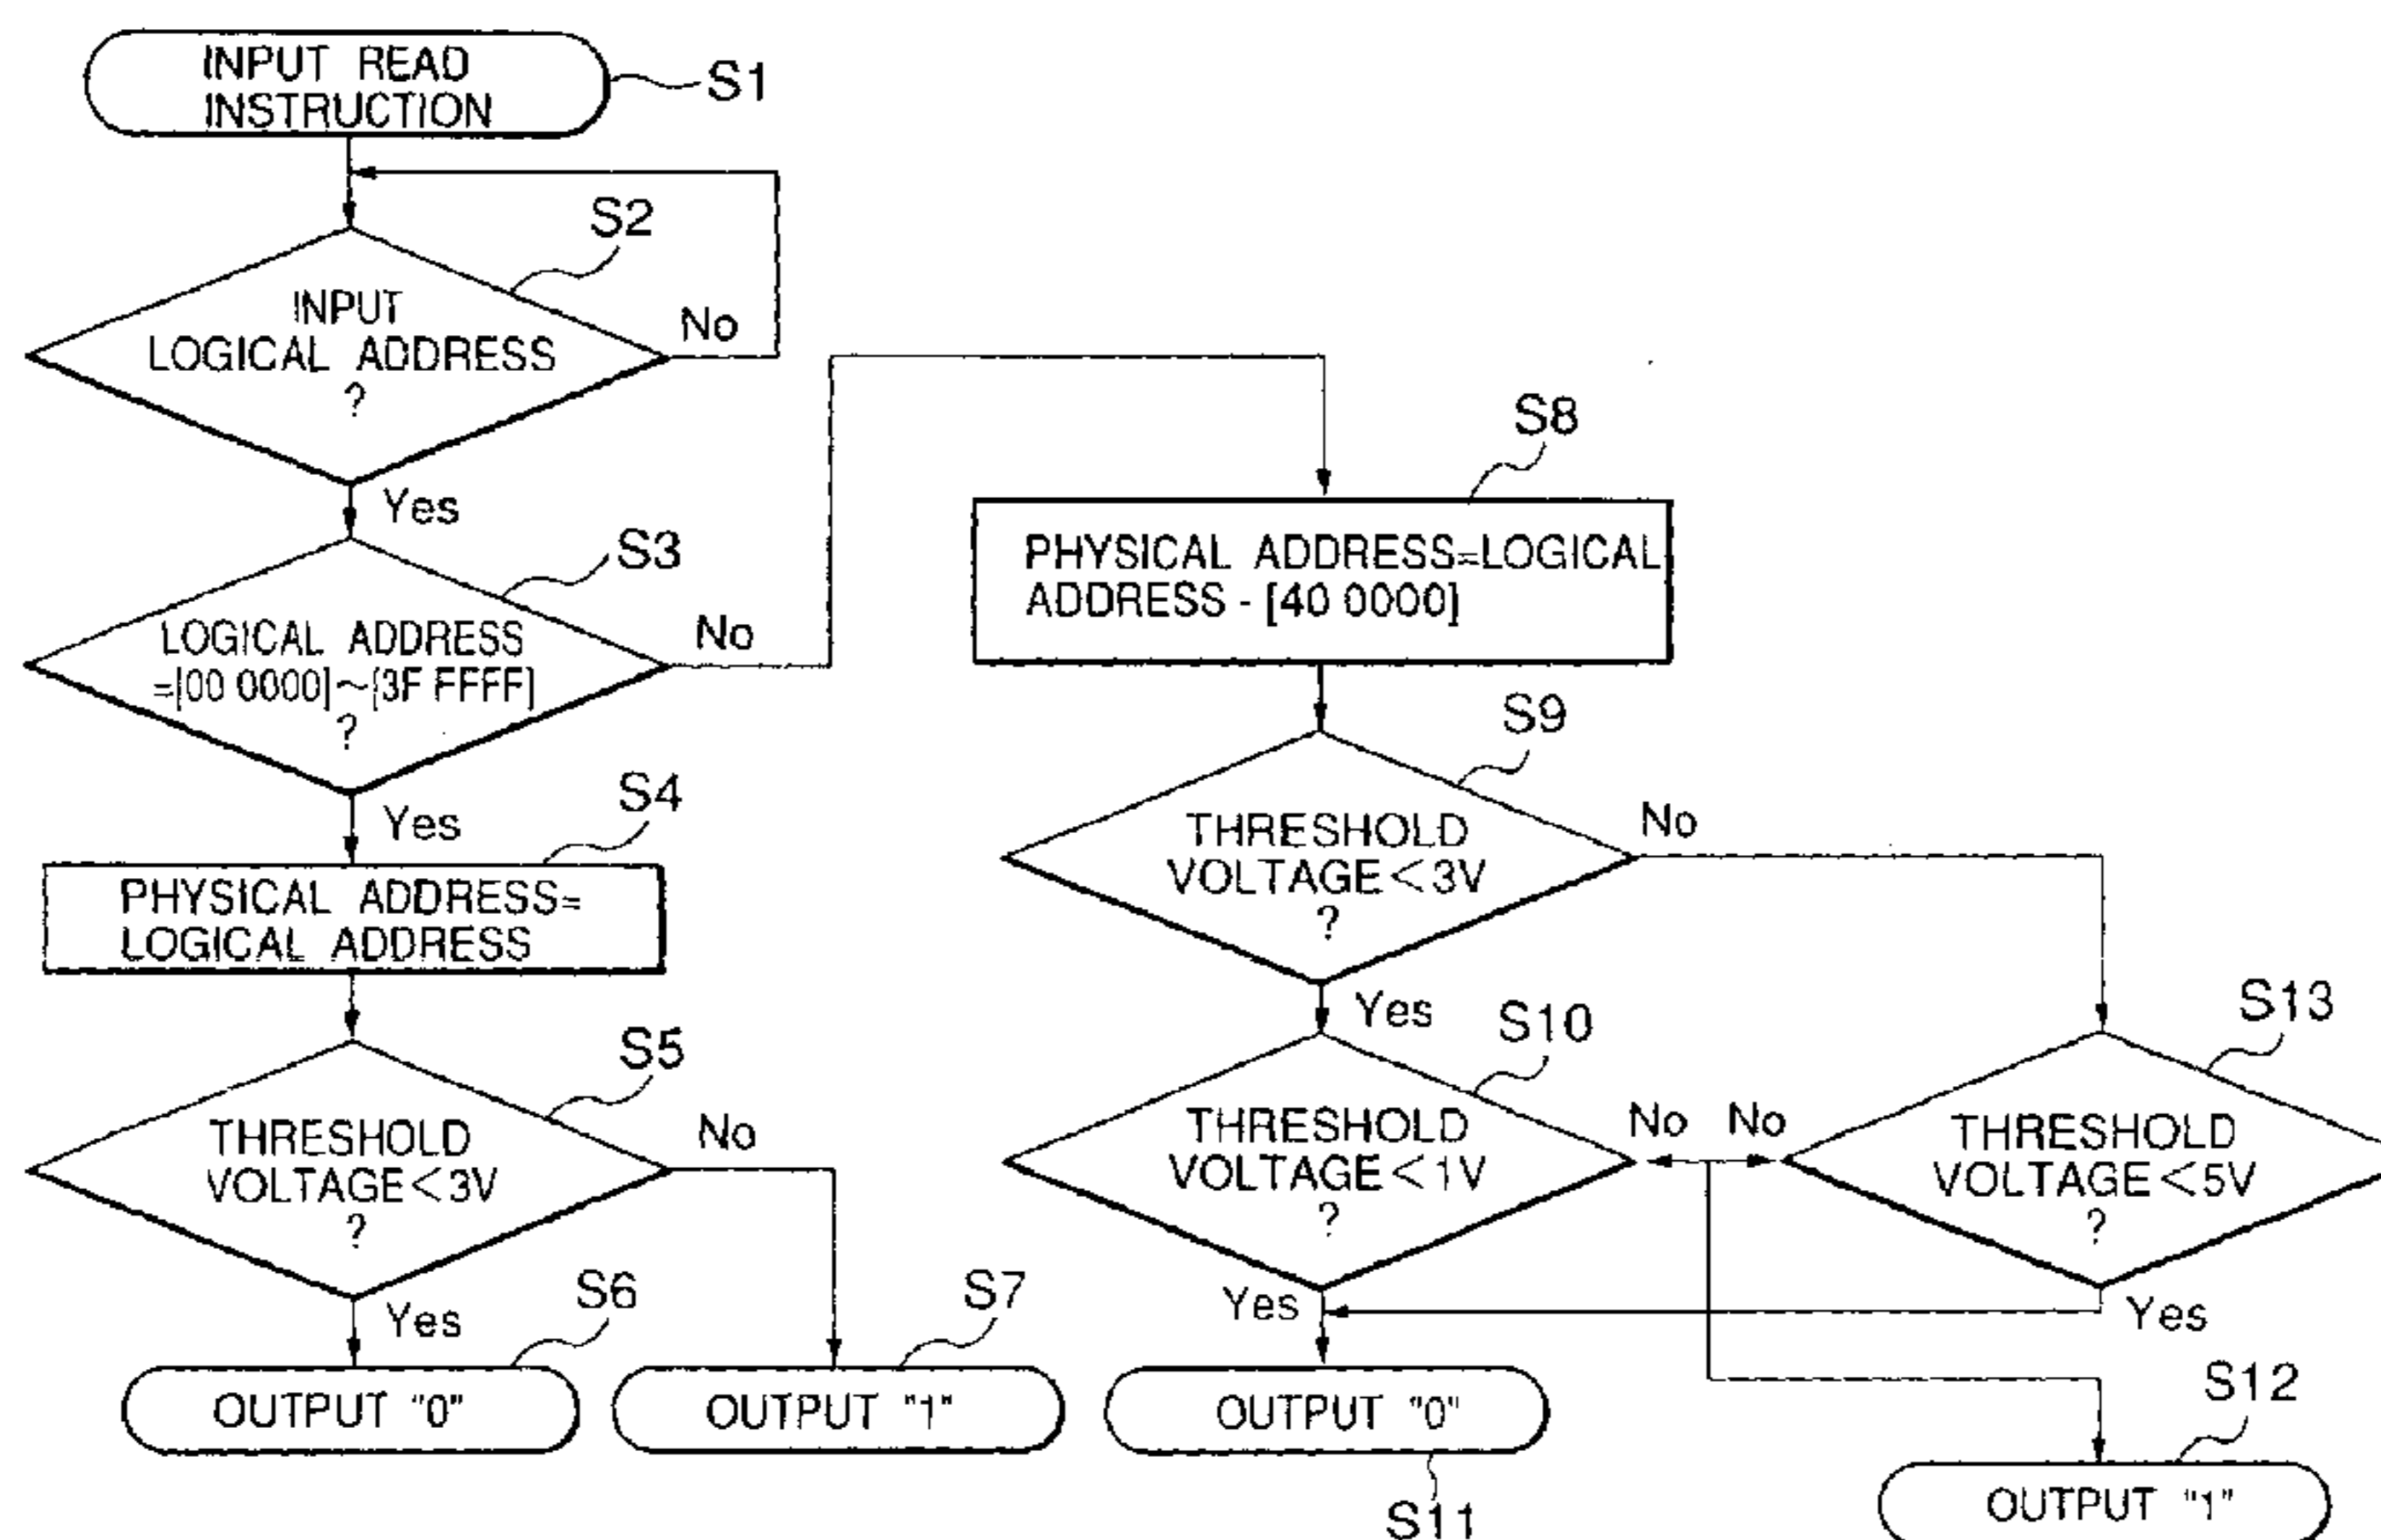 INPUT READ
INSTRUCTION
S1
S2
INPUT
LOGICAL ADDRESS
?
No
Yes
S3
LOGICAL ADDRESS
=[00 0000]~[3F FFFF]
?
No
Yes
S4
PHYSICAL ADDRESS=
LOGICAL ADDRESS
S5
THRESHOLD
VOLTAGE<3V
?
No
Yes
S6
OUTPUT "0"
S7
OUTPUT "1"
S8
PHYSICAL ADDRESS=LOGICAL
ADDRESS - [40 0000]
S9
THRESHOLD
VOLTAGE<3V
?
No
Yes
S10
THRESHOLD
VOLTAGE<1V
?
No
Yes
No
S13
THRESHOLD
VOLTAGE<5V
?
Yes
OUTPUT "0"
S11
S12
OUTPUT "1"